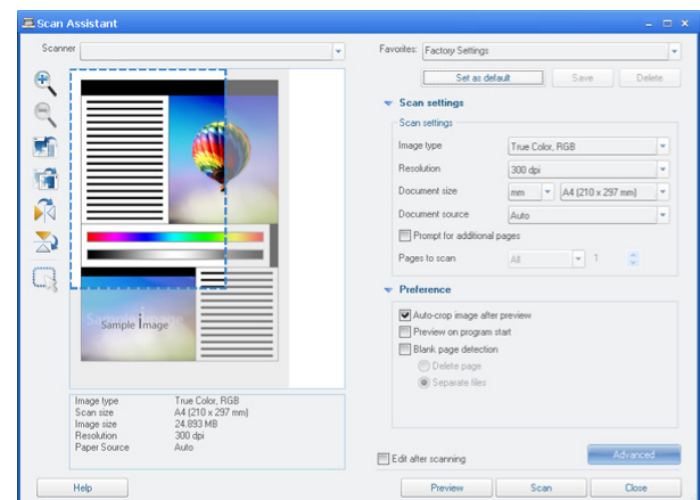 Scan Assistant
Scanner
Favorites: Factory Settings
Set as default Save Delete
Scan settings
Scan settings
Image type True Color, RGB
Resolution 300 dpi
Document size mm A4 (210 x 297 mm)
Document source Auto
Prompt for additional pages
Pages to scan All 1
Preference
Auto-crop image after preview
Preview on program start
Blank page detection
Delete page
Separate files
Sample Image
Sample Image
Image type True Color, RGB
Scan size A4 (210 x 297 mm)
Image size 24.893 MB
Resolution 300 dpi
Paper Source Auto
Edit after scanning Advanced
Help Preview Scan Close